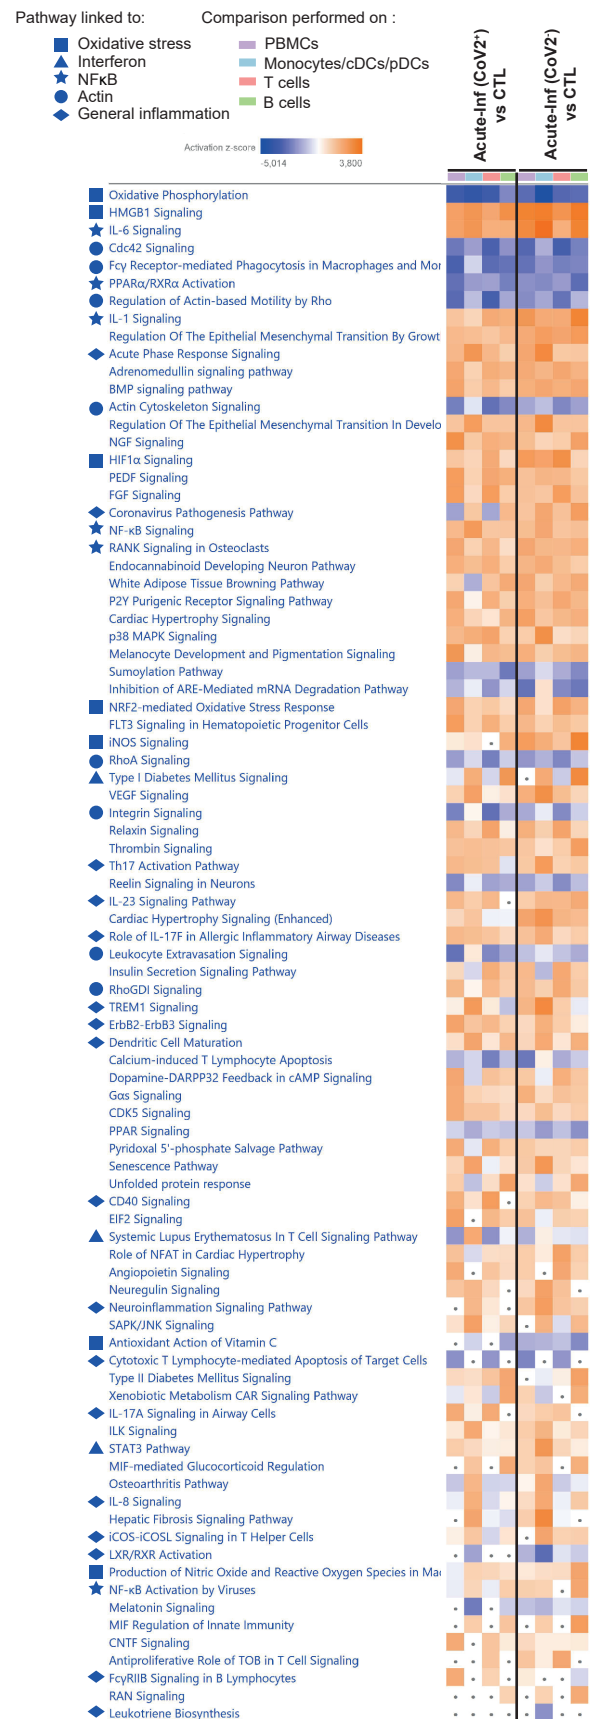 Pathway linked to:
Comparison performed on :
Oxidative stress
Interferon
NFκB
Actin
General inflammation
PBMCs
Monocytes/cDCs/pDCs
T cells
B cells
Acute-Inf (CoV2⁺)
vs CTL
Acute-Inf (CoV2⁻)
vs CTL
Activation z-score
-5,014
3,800
Oxidative Phosphorylation
HMGB1 Signaling
IL-6 Signaling
Cdc42 Signaling
Fcγ Receptor-mediated Phagocytosis in Macrophages and Mor
PPARα/RXRα Activation
Regulation of Actin-based Motility by Rho
IL-1 Signaling
Regulation Of The Epithelial Mesenchymal Transition By Growt
Acute Phase Response Signaling
Adrenomedullin signaling pathway
BMP signaling pathway
Actin Cytoskeleton Signaling
Regulation Of The Epithelial Mesenchymal Transition In Develo
NGF Signaling
HIF1α Signaling
PEDF Signaling
FGF Signaling
Coronavirus Pathogenesis Pathway
NF-κB Signaling
RANK Signaling in Osteoclasts
Endocannabinoid Developing Neuron Pathway
White Adipose Tissue Browning Pathway
P2Y Purigenic Receptor Signaling Pathway
Cardiac Hypertrophy Signaling
p38 MAPK Signaling
Melanocyte Development and Pigmentation Signaling
Sumoylation Pathway
Inhibition of ARE-Mediated mRNA Degradation Pathway
NRF2-mediated Oxidative Stress Response
FLT3 Signaling in Hematopoietic Progenitor Cells
iNOS Signaling
RhoA Signaling
Type I Diabetes Mellitus Signaling
VEGF Signaling
Integrin Signaling
Relaxin Signaling
Thrombin Signaling
Th17 Activation Pathway
Reelin Signaling in Neurons
IL-23 Signaling Pathway
Cardiac Hypertrophy Signaling (Enhanced)
Role of IL-17F in Allergic Inflammatory Airway Diseases
Leukocyte Extravasation Signaling
Insulin Secretion Signaling Pathway
RhoGDI Signaling
TREM1 Signaling
ErbB2-ErbB3 Signaling
Dendritic Cell Maturation
Calcium-induced T Lymphocyte Apoptosis
Dopamine-DARPP32 Feedback in cAMP Signaling
Gαs Signaling
CDK5 Signaling
PPAR Signaling
Pyridoxal 5'-phosphate Salvage Pathway
Senescence Pathway
Unfolded protein response
CD40 Signaling
EIF2 Signaling
Systemic Lupus Erythematosus In T Cell Signaling Pathway
Role of NFAT in Cardiac Hypertrophy
Angiopoietin Signaling
Neuregulin Signaling
Neuroinflammation Signaling Pathway
SAPK/JNK Signaling
Antioxidant Action of Vitamin C
Cytotoxic T Lymphocyte-mediated Apoptosis of Target Cells
Type II Diabetes Mellitus Signaling
Xenobiotic Metabolism CAR Signaling Pathway
IL-17A Signaling in Airway Cells
ILK Signaling
STAT3 Pathway
MIF-mediated Glucocorticoid Regulation
Osteoarthritis Pathway
IL-8 Signaling
Hepatic Fibrosis Signaling Pathway
iCOS-iCOSL Signaling in T Helper Cells
LXR/RXR Activation
Production of Nitric Oxide and Reactive Oxygen Species in Mac
NF-κB Activation by Viruses
Melatonin Signaling
MIF Regulation of Innate Immunity
CNTF Signaling
Antiproliferative Role of TOB in T Cell Signaling
FcγRIIB Signaling in B Lymphocytes
RAN Signaling
Leukotriene Biosynthesis